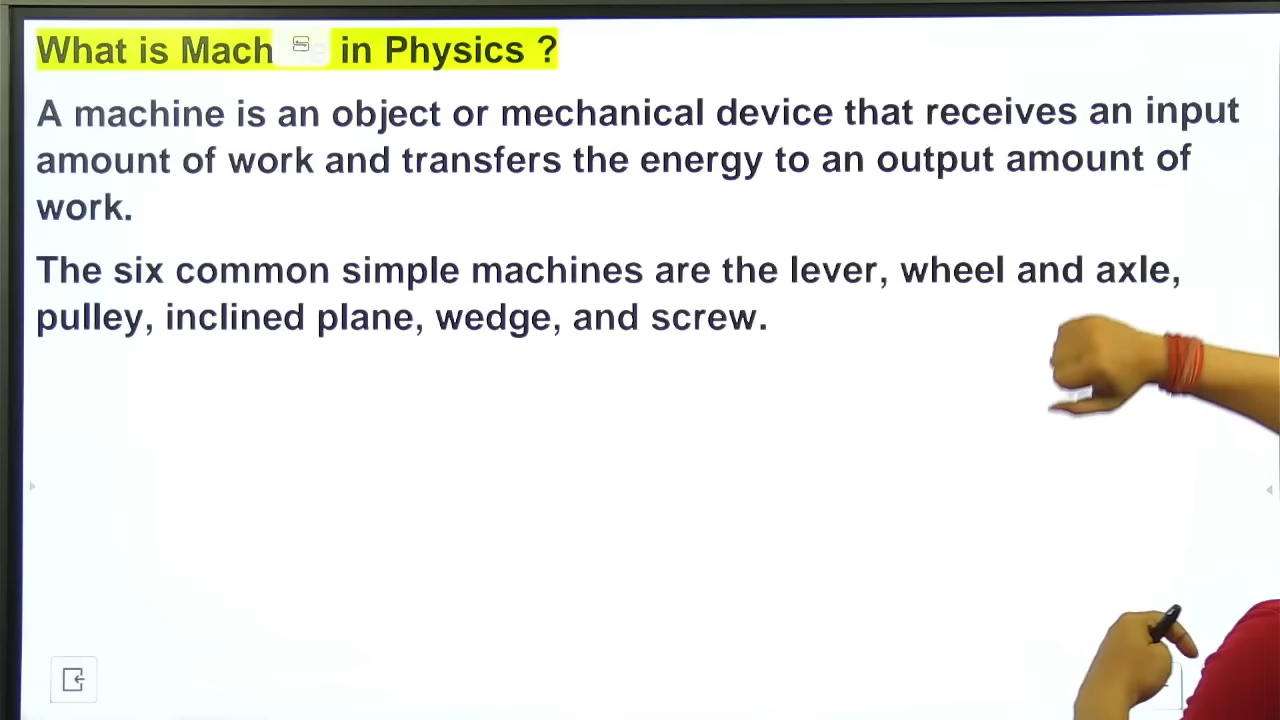 What is Mach in Physics ?
A machine is an object or mechanical device that receives an input
amount of work and transfers the energy to an output amount of
work.
The six common simple machines are the lever, wheel and axle,
pulley, inclined plane, wedge, and screw.